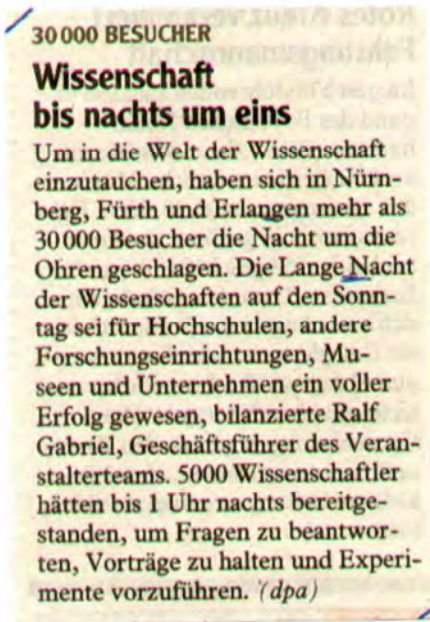 30 000 BESUCHER
Wissenschaft
bis nachts um eins
Um in die Welt der Wissenschaft
einzutauchen, haben sich in Nürn-
berg, Fürth und Erlangen mehr als
30 000 Besucher die Nacht um die
Ohren geschlagen. Die Lange Nacht
der Wissenschaften auf den Sonn-
tag sei für Hochschulen, andere
Forschungseinrichtungen, Mu-
seen und Unternehmen ein voller
Erfolg gewesen, bilanzierte Ralf
Gabriel, Geschäftsführer des Veran-
stalterteams. 5000 Wissenschaftler
hätten bis 1 Uhr nachts bereitge-
standen, um Fragen zu beantwor-
ten, Vorträge zu halten und Experi-
mente vorzuführen. (dpa)